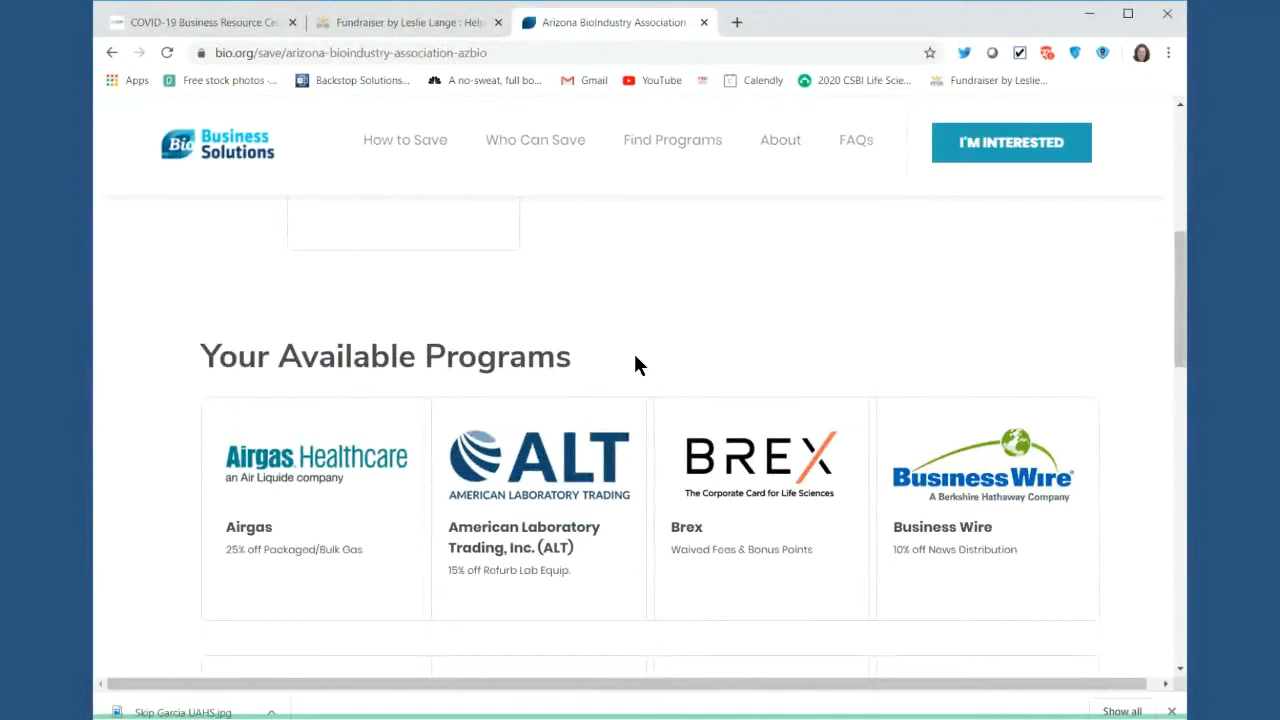 COVID-19 Business Resource Ce
Fundraiser by Leslie Lange : Help
Arizona BioIndustry Association
bio.org/save/arizona-bioindustry-association-azbio
Apps
Free stock photos -...
Backstop Solutions...
A no-sweat, full bo...
Gmail
YouTube
Calendly
2020 CSBI Life Scie...
Fundraiser by Leslie...
Bio Business Solutions
How to Save
Who Can Save
Find Programs
About
FAQs
I'M INTERESTED
Your Available Programs
Airgas Healthcare
an Air Liquide company
Airgas
25% off Packaged/Bulk Gas
ALT
AMERICAN LABORATORY TRADING
American Laboratory
Trading, Inc. (ALT)
15% off Refurb Lab Equip.
BREX
The Corporate Card for Life Sciences
Brex
Waived Fees & Bonus Points
Business Wire
A Berkshire Hathaway Company
Business Wire
10% off News Distribution
Skip Garcia UAHS.jpg
Show all